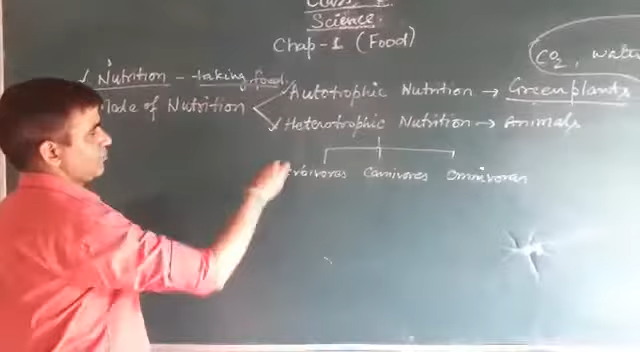 Science.
Chap-1 (Food)
CO2, water
Nutrition - taking food.
Mode of Nutrition
Autotrophic Nutrition → Green plants
Heterotrophic Nutrition → Animals
Carnivores Omnivores